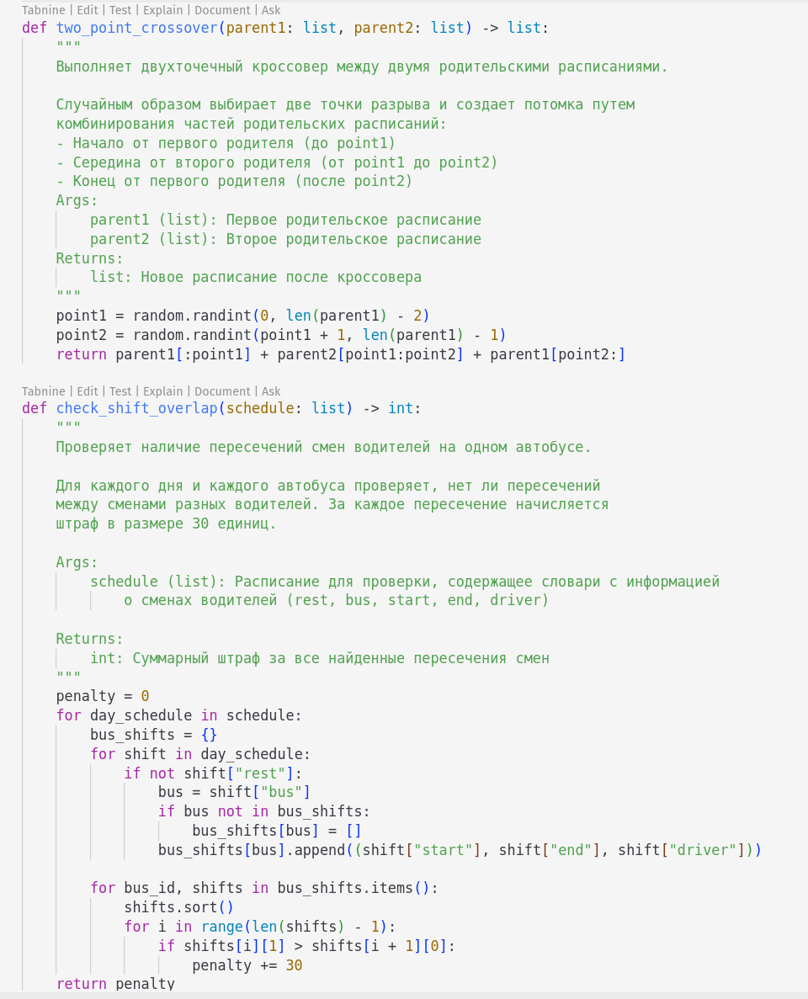 Tabnine | Edit | Test | Explain | Document | Ask
def two_point_crossover(parent1: list, parent2: list) -> list:
    """
    Выполняет двухточечный кроссовер между двумя родительскими расписаниями.

    Случайным образом выбирает две точки разрыва и создает потомка путем
    комбинирования частей родительских расписаний:
    - Начало от первого родителя (до point1)
    - Середина от второго родителя (от point1 до point2)
    - Конец от первого родителя (после point2)
    Args:
        parent1 (list): Первое родительское расписание
        parent2 (list): Второе родительское расписание
    Returns:
        list: Новое расписание после кроссовера
    """
    point1 = random.randint(0, len(parent1) - 2)
    point2 = random.randint(point1 + 1, len(parent1) - 1)
    return parent1[:point1] + parent2[point1:point2] + parent1[point2:]

Tabnine | Edit | Test | Explain | Document | Ask
def check_shift_overlap(schedule: list) -> int:
    """
    Проверяет наличие пересечений смен водителей на одном автобусе.

    Для каждого дня и каждого автобуса проверяет, нет ли пересечений
    между сменами разных водителей. За каждое пересечение начисляется
    штраф в размере 30 единиц.

    Args:
        schedule (list): Расписание для проверки, содержащее словари с информацией
            о сменах водителей (rest, bus, start, end, driver)

    Returns:
        int: Суммарный штраф за все найденные пересечения смен
    """
    penalty = 0
    for day_schedule in schedule:
        bus_shifts = {}
        for shift in day_schedule:
            if not shift["rest"]:
                bus = shift["bus"]
                if bus not in bus_shifts:
                    bus_shifts[bus] = []
                bus_shifts[bus].append((shift["start"], shift["end"], shift["driver"]))

        for bus_id, shifts in bus_shifts.items():
            shifts.sort()
            for i in range(len(shifts) - 1):
                if shifts[i][1] > shifts[i + 1][0]:
                    penalty += 30
    return penalty